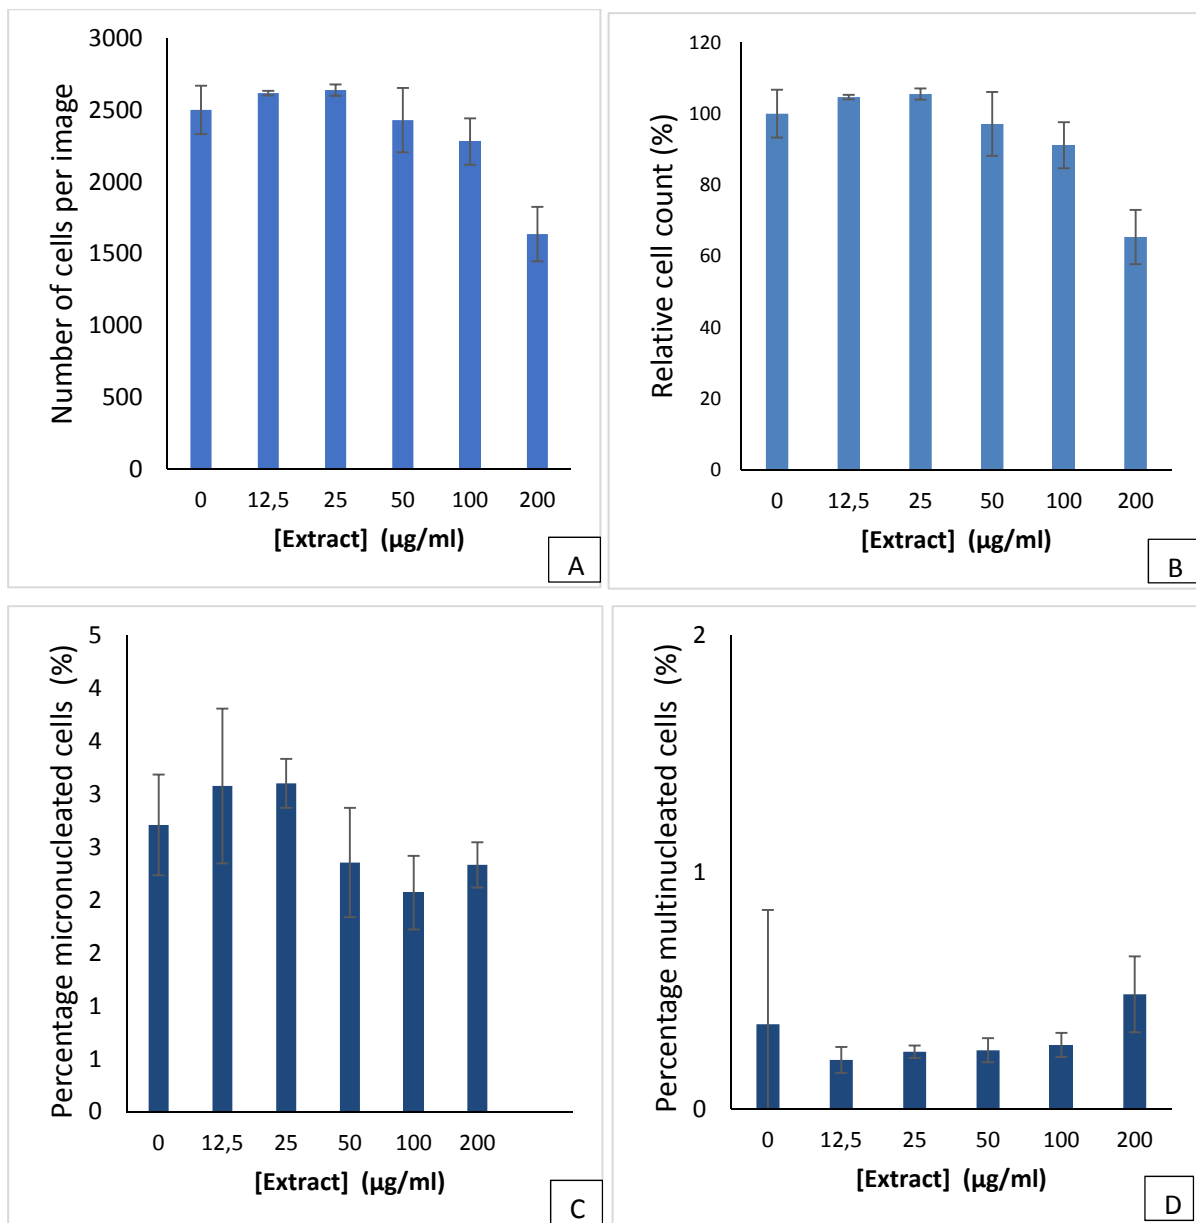 Number of cells per image
3000
2500
2000
1500
1000
500
0
0 12,5 25 50 100 200
[Extract] (µg/ml)
A
Relative cell count (%)
120
100
80
60
40
20
0
0 12,5 25 50 100 200
[Extract] (µg/ml)
B
Percentage micronucleated cells (%)
5
4
4
3
3
2
2
1
1
0
0 12,5 25 50 100 200
[Extract] (µg/ml)
C
Percentage multinucleated cells (%)
2
1
0
0 12,5 25 50 100 200
[Extract] (µg/ml)
D